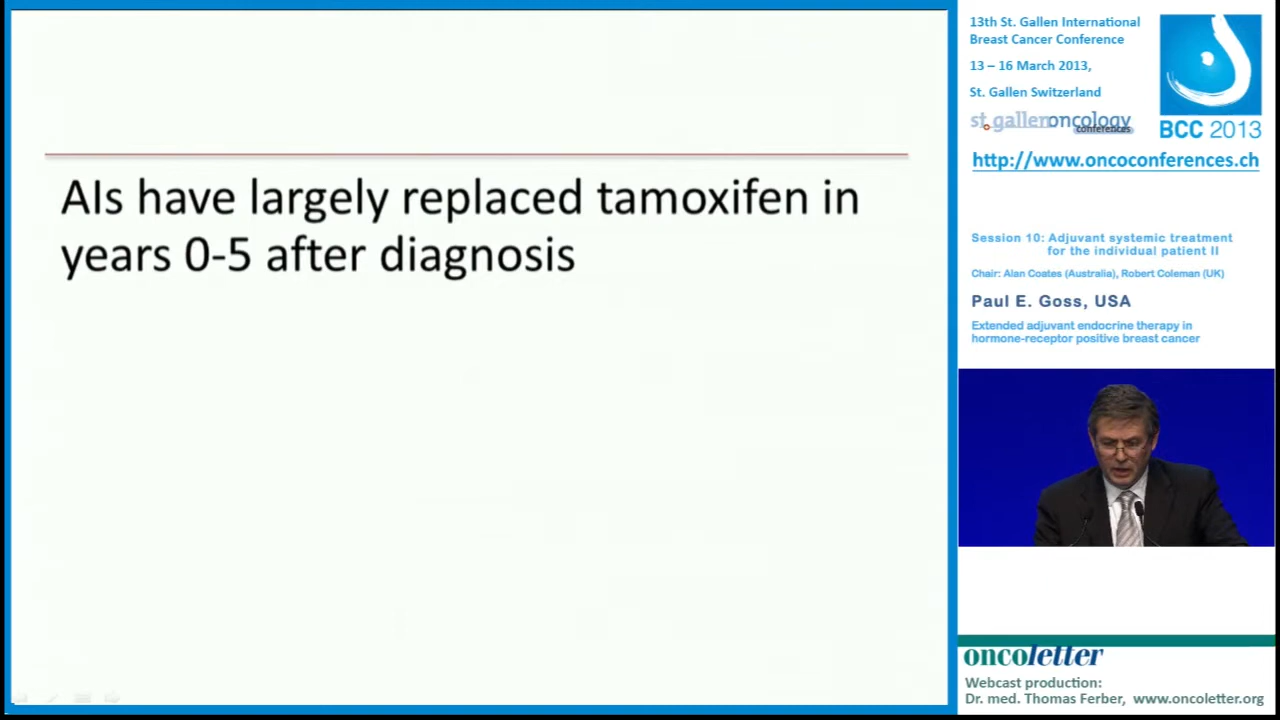 AIs have largely replaced tamoxifen in
years 0-5 after diagnosis
13th St. Gallen International
Breast Cancer Conference
13 – 16 March 2013,
St. Gallen Switzerland
st.gallenoncology
conferences
BCC 2013
http://www.oncoconferences.ch
Session 10: Adjuvant systemic treatment
for the individual patient II
Chair: Alan Coates (Australia), Robert Coleman (UK)
Paul E. Goss, USA
Extended adjuvant endocrine therapy in
hormone-receptor positive breast cancer
oncoletter
Webcast production:
Dr. med. Thomas Ferber, www.oncoletter.org